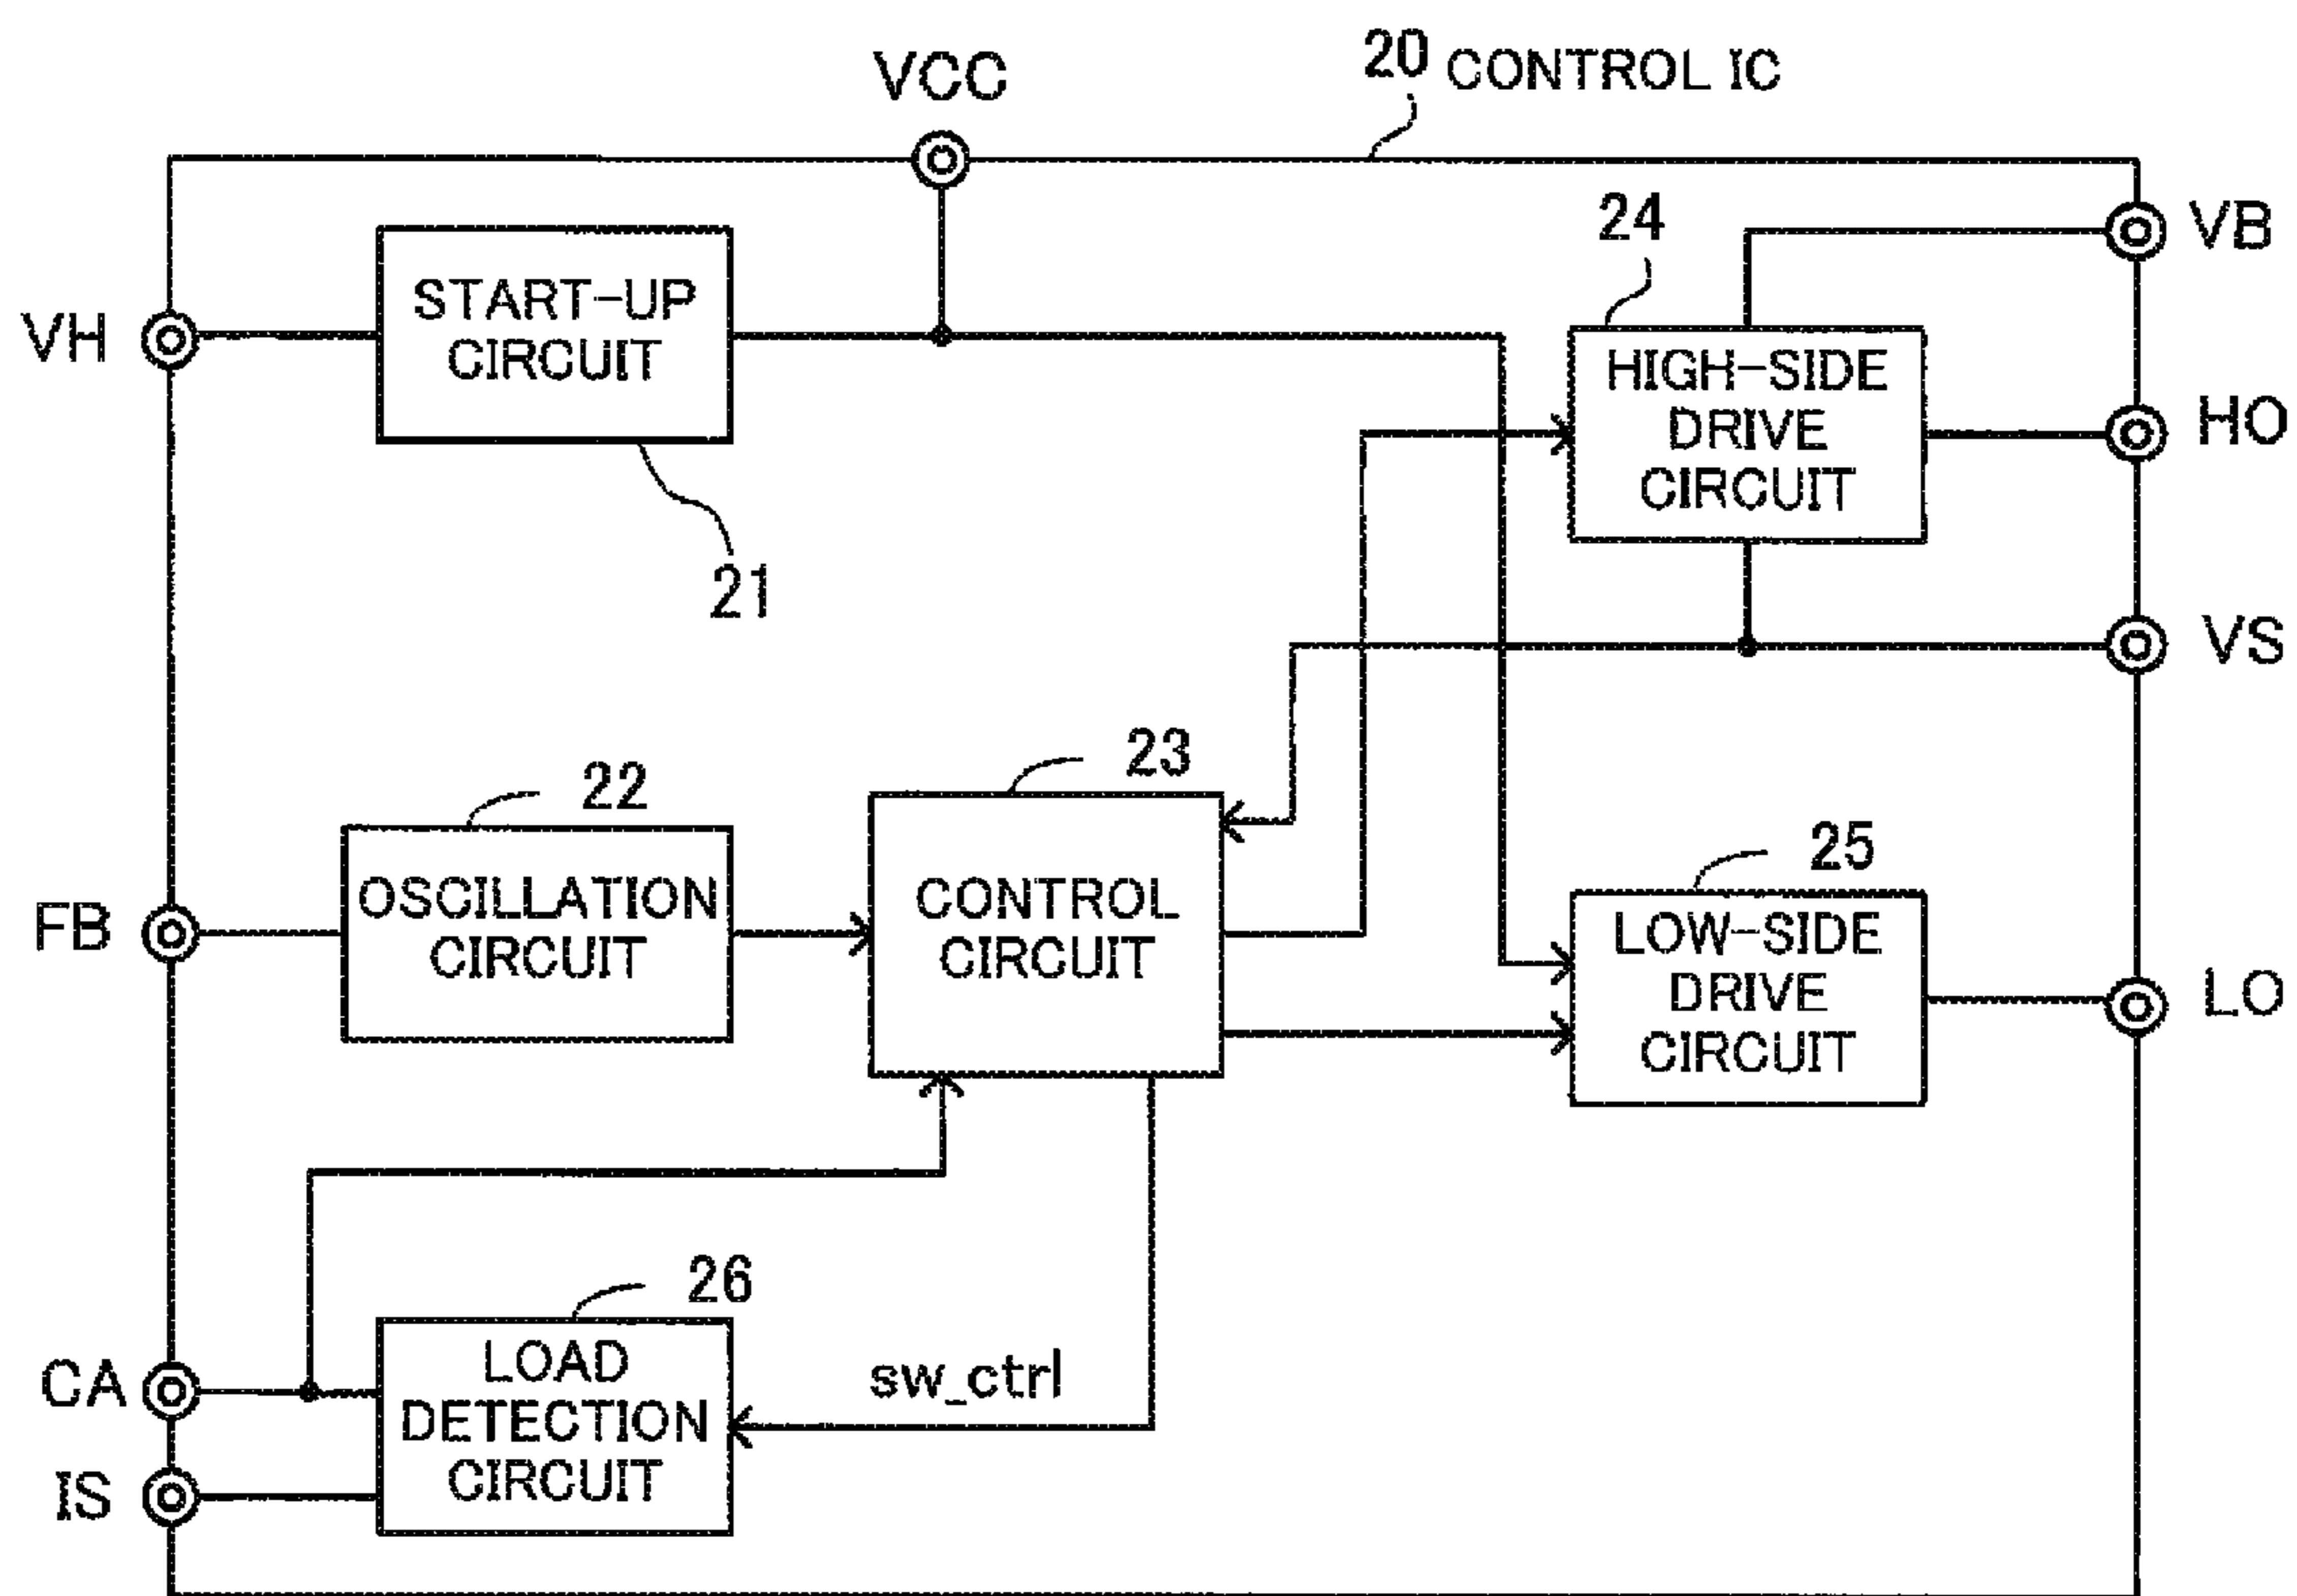 20 CONTROL IC
VCC
VB
24
START-UP
CIRCUIT
VH
HIGH-SIDE
DRIVE
CIRCUIT
HO
21
VS
23
22
25
FB
OSCILLATION
CIRCUIT
CONTROL
CIRCUIT
LOW-SIDE
DRIVE
CIRCUIT
LO
26
CA
LOAD
DETECTION
CIRCUIT
sw_ctrl
IS